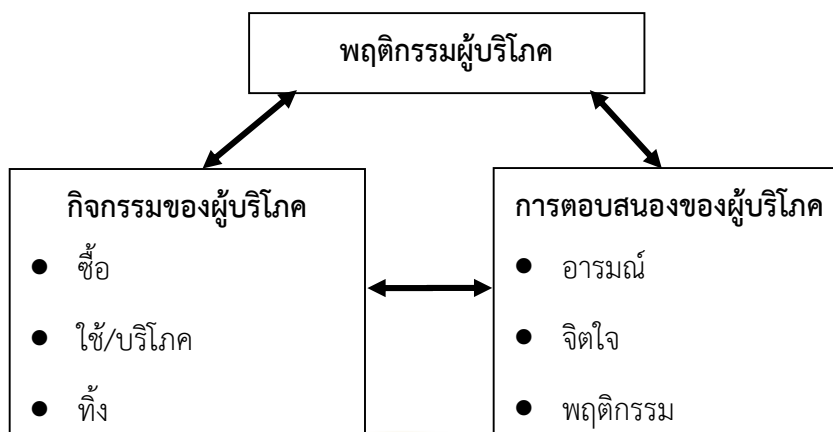 พฤติกรรมผู้บริโภค
กิจกรรมของผู้บริโภค
● ซื้อ
● ใช้/บริโภค
● ทิ้ง
การตอบสนองของผู้บริโภค
● อารมณ์
● จิตใจ
● พฤติกรรม